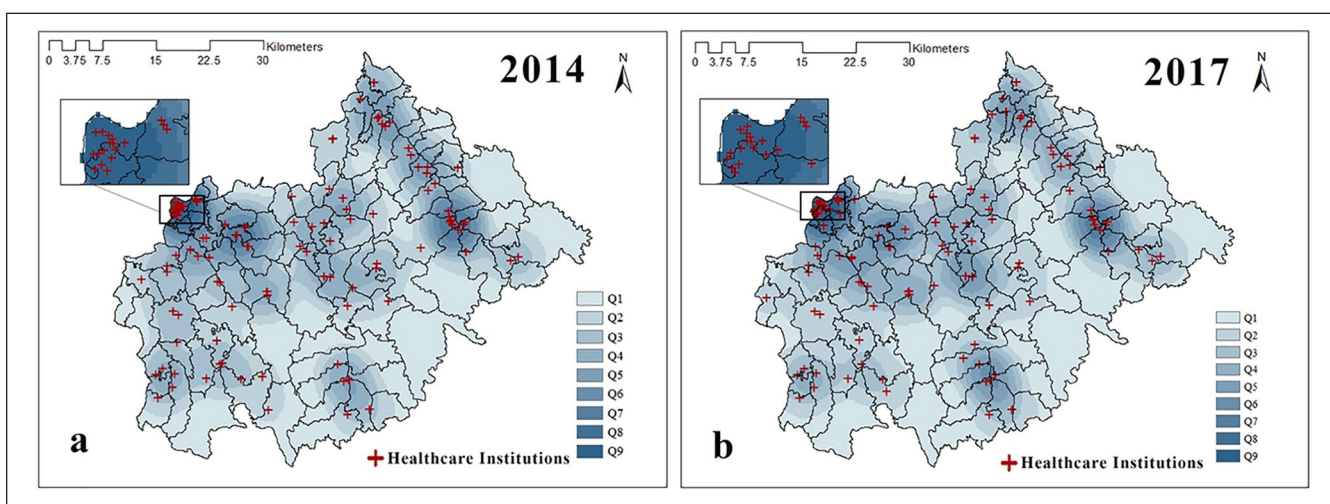 Kilometers
0 3.75 7.5 15 22.5 30
2014
N
Q1
Q2
Q3
Q4
Q5
Q6
Q7
Q8
Q9
a
Healthcare Institutions
Kilometers
0 3.75 7.5 15 22.5 30
2017
N
Q1
Q2
Q3
Q4
Q5
Q6
Q7
Q8
Q9
b
Healthcare Institutions